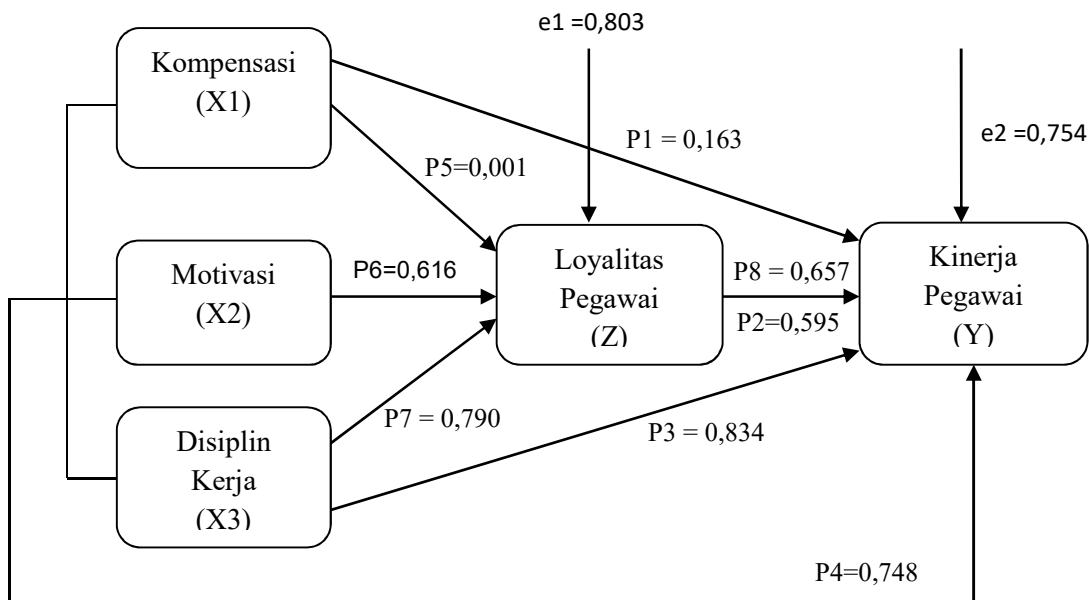 e1 =0,803
Kompensasi
(X1)
P1 = 0,163
e2 =0,754
P5=0,001
Motivasi
(X2)
P6=0,616
Loyalitas
Pegawai
(Z)
P8 = 0,657
P2=0,595
Kinerja
Pegawai
(Y)
P7 = 0,790
P3 = 0,834
Disiplin
Kerja
(X3)
P4=0,748